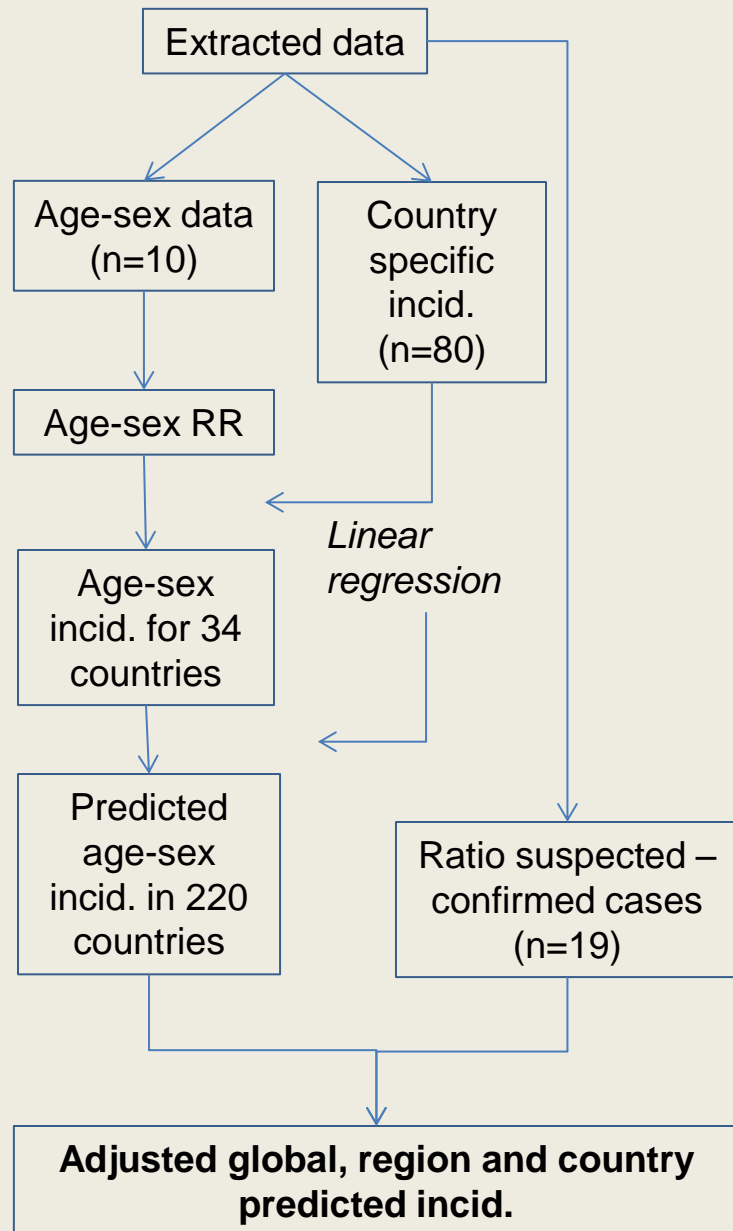 Extracted data
Age-sex data
(n=10)
Country
specific
incid.
(n=80)
Age-sex RR
Linear
regression
Age-sex
incid. for 34
countries
Predicted
age-sex
incid. in 220
countries
Ratio suspected –
confirmed cases
(n=19)
Adjusted global, region and country
predicted incid.